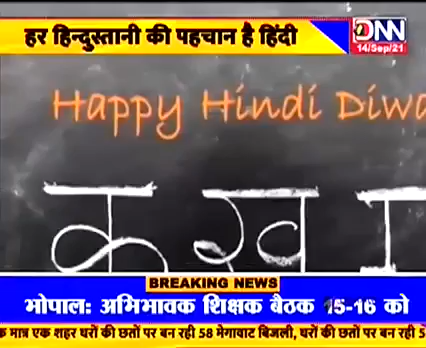 हर हिन्दुस्तानी की पहचान है हिंदी
DNN
14/Sep/21
Happy Hindi Diwa
क ख ग
BREAKING NEWS
भोपाल: अभिभावक शिक्षक बैठक 15-16 को
मात्र एक शहर घरों की छतों पर बन रही 58 मेगावाट बिजली, घरों की छतों पर बन रही